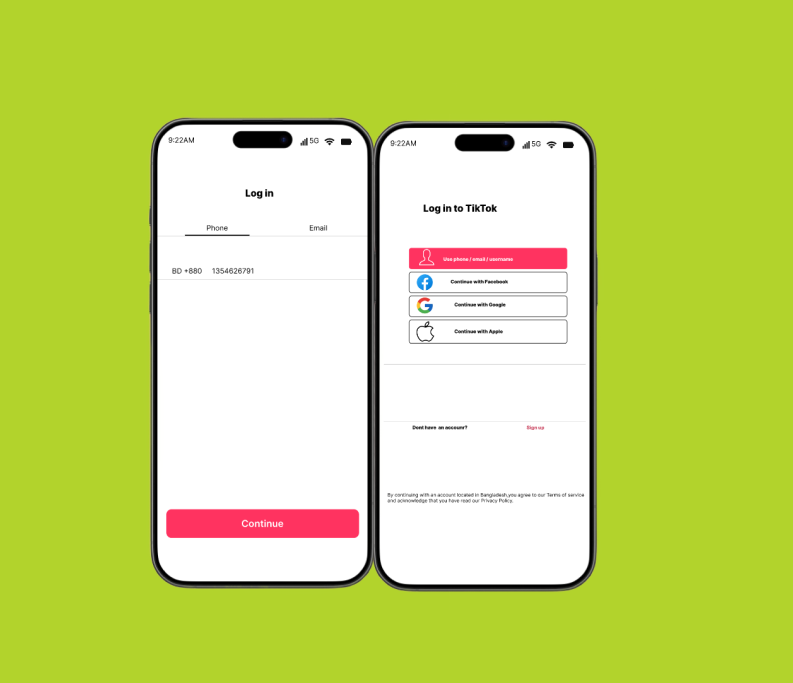 9:22AM
5G
Log in
Phone
Email
BD +880 1354626791
Continue
9:22AM
5G
Log in to TikTok
Use phone / email / username
Continue with Facebook
Continue with Google
Continue with Apple
Dont have an account?
Sign up
By continuing with an account located in Bangladesh,you agree to our Terms of service
and acknowledge that you have read our Privacy Policy.